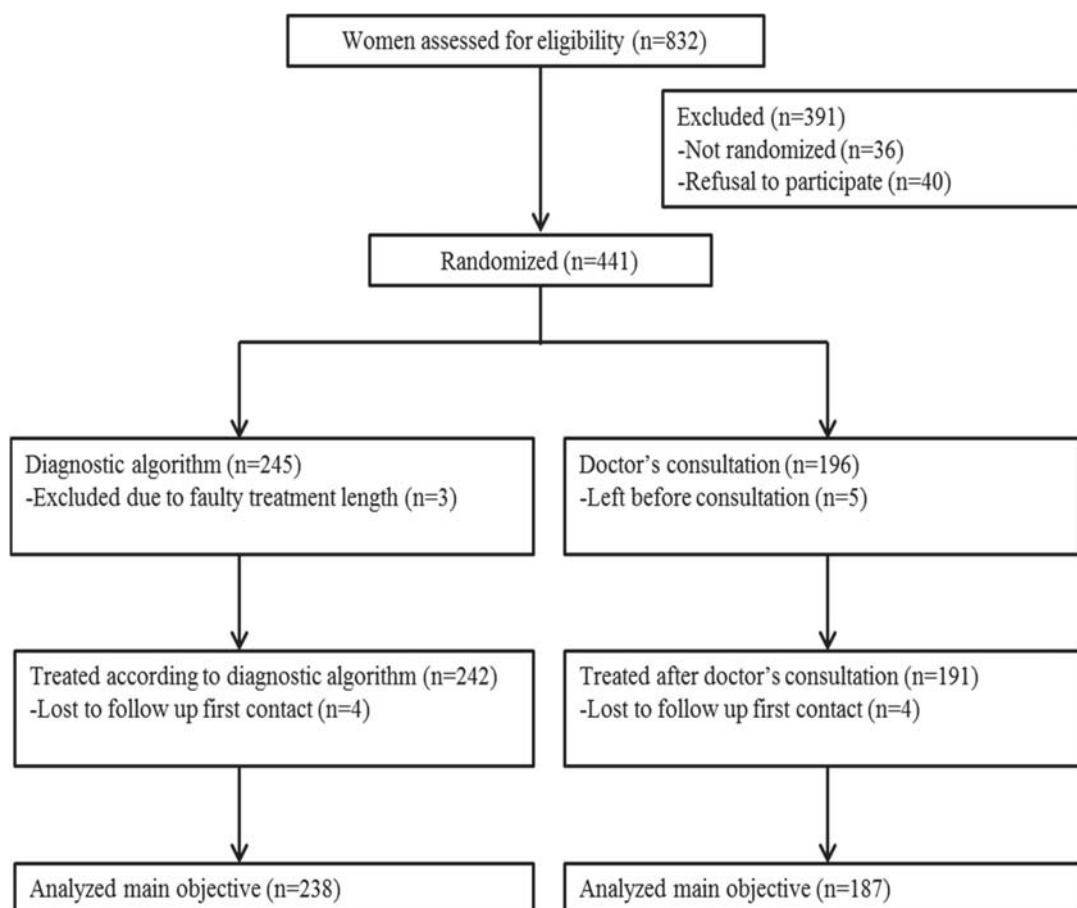 Women assessed for eligibility (n=832)
Excluded (n=391)
-Not randomized (n=36)
-Refusal to participate (n=40)
Randomized (n=441)
Diagnostic algorithm (n=245)
-Excluded due to faulty treatment length (n=3)
Doctor's consultation (n=196)
-Left before consultation (n=5)
Treated according to diagnostic algorithm (n=242)
-Lost to follow up first contact (n=4)
Treated after doctor's consultation (n=191)
-Lost to follow up first contact (n=4)
Analyzed main objective (n=238)
Analyzed main objective (n=187)